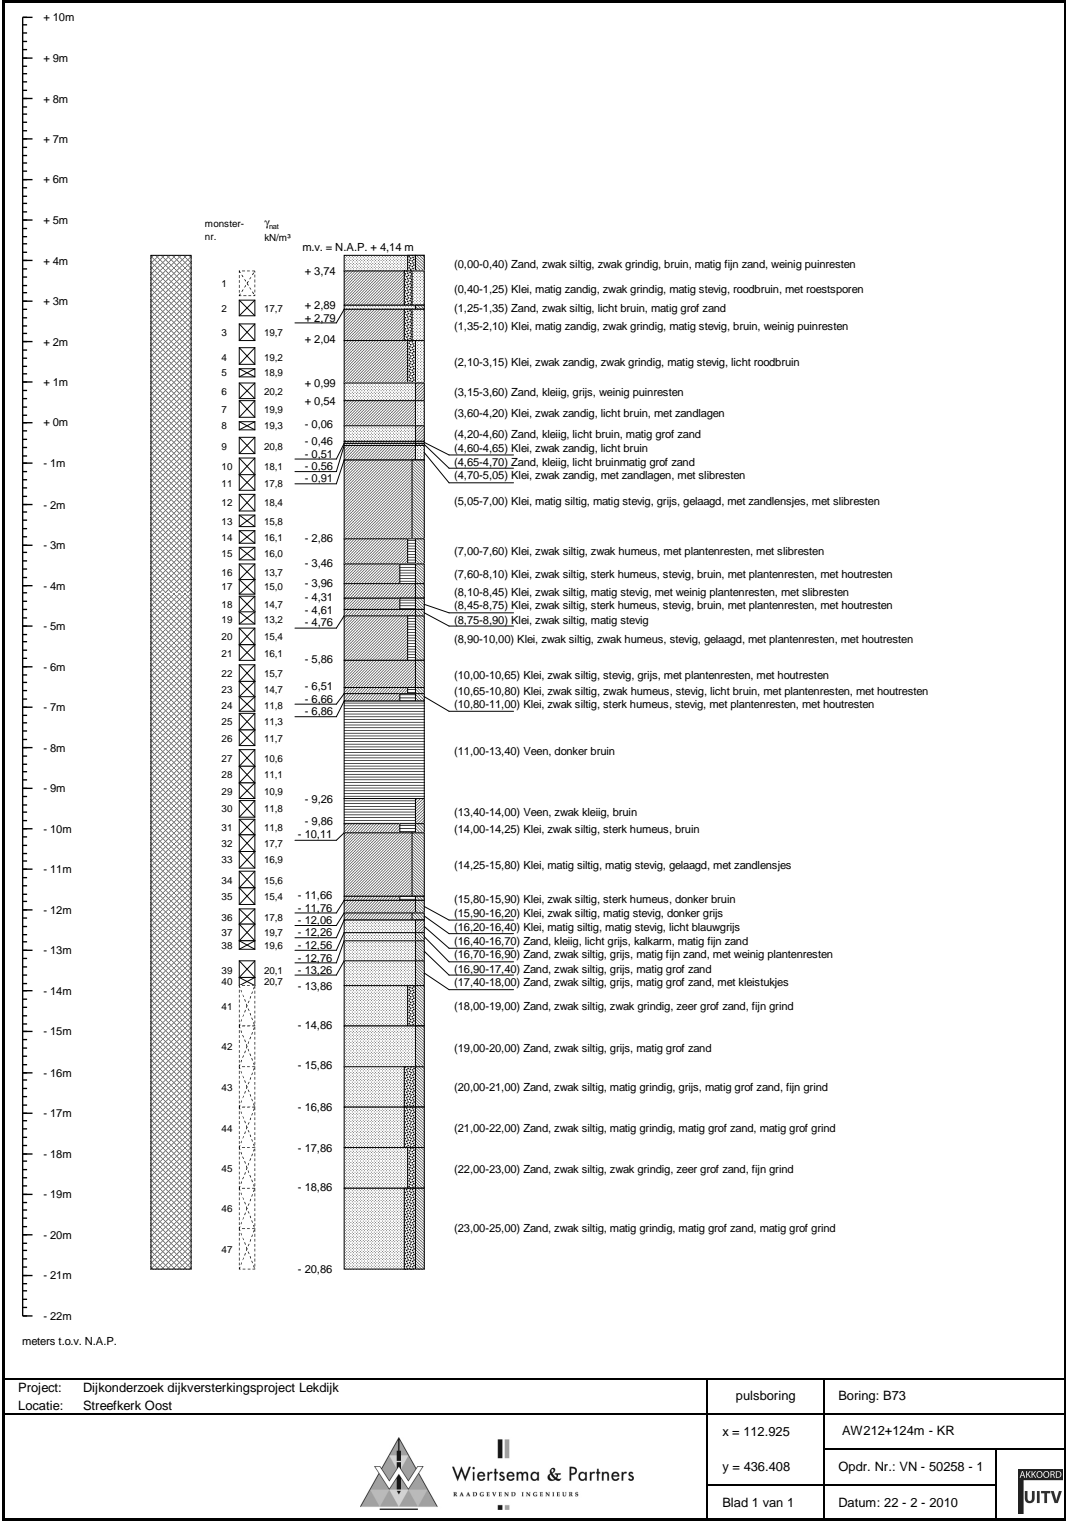 + 10m
+ 9m
+ 8m
+ 7m
+ 6m
+ 5m
+ 4m
+ 3m
+ 2m
+ 1m
+ 0m
- 1m
- 2m
- 3m
- 4m
- 5m
- 6m
- 7m
- 8m
- 9m
- 10m
- 11m
- 12m
- 13m
- 14m
- 15m
- 16m
- 17m
- 18m
- 19m
- 20m
- 21m
- 22m
meters t.o.v. N.A.P.
monster-
nr.
γnat
kN/m³
1
2 17,7
3 19,7
4 19,2
5 18,9
6 20,2
7 19,9
8 19,3
9 20,8
10 18,1
11 17,8
12 18,4
13 15,8
14 16,1
15 16,0
16 13,7
17 15,0
18 14,7
19 13,2
20 15,4
21 16,1
22 15,7
23 14,7
24 11,8
25 11,3
26 11,7
27 10,6
28 11,1
29 10,9
30 11,8
31 11,8
32 17,7
33 16,9
34 15,6
35 15,4
36 17,8
37 19,7
38 19,6
39 20,1
40 20,7
41
42
43
44
45
46
47
m.v. = N.A.P. + 4,14 m
+ 3,74
+ 2,89
+ 2,79
+ 2,04
+ 0,99
+ 0,54
- 0,06
- 0,46
- 0,51
- 0,56
- 0,91
- 2,86
- 3,46
- 3,96
- 4,31
- 4,61
- 4,76
- 5,86
- 6,51
- 6,66
- 6,86
- 9,26
- 9,86
- 10,11
- 11,66
- 11,76
- 12,06
- 12,26
- 12,56
- 12,76
- 13,26
- 13,86
- 14,86
- 15,86
- 16,86
- 17,86
- 18,86
- 20,86
(0,00-0,40) Zand, zwak siltig, zwak grindig, bruin, matig fijn zand, weinig puinresten
(0,40-1,25) Klei, matig zandig, zwak grindig, matig stevig, roodbruin, met roestsporen
(1,25-1,35) Zand, zwak siltig, licht bruin, matig grof zand
(1,35-2,10) Klei, matig zandig, zwak grindig, matig stevig, bruin, weinig puinresten
(2,10-3,15) Klei, zwak zandig, zwak grindig, matig stevig, licht roodbruin
(3,15-3,60) Zand, kleiig, grijs, weinig puinresten
(3,60-4,20) Klei, zwak zandig, licht bruin, met zandlagen
(4,20-4,60) Zand, kleiig, licht bruin, matig grof zand
(4,60-4,65) Klei, zwak zandig, licht bruin
(4,65-4,70) Zand, kleiig, licht bruinmatig grof zand
(4,70-5,05) Klei, zwak zandig, met zandlagen, met slibresten
(5,05-7,00) Klei, matig siltig, matig stevig, grijs, gelaagd, met zandlensjes, met slibresten
(7,00-7,60) Klei, zwak siltig, zwak humeus, met plantenresten, met slibresten
(7,60-8,10) Klei, zwak siltig, sterk humeus, stevig, bruin, met plantenresten, met houtresten
(8,10-8,45) Klei, zwak siltig, matig stevig, met weinig plantenresten, met slibresten
(8,45-8,75) Klei, zwak siltig, sterk humeus, stevig, bruin, met plantenresten, met houtresten
(8,75-8,90) Klei, zwak siltig, matig stevig
(8,90-10,00) Klei, zwak siltig, zwak humeus, stevig, gelaagd, met plantenresten, met houtresten
(10,00-10,65) Klei, zwak siltig, stevig, grijs, met plantenresten, met houtresten
(10,65-10,80) Klei, zwak siltig, zwak humeus, stevig, licht bruin, met plantenresten, met houtresten
(10,80-11,00) Klei, zwak siltig, sterk humeus, stevig, met plantenresten, met houtresten
(11,00-13,40) Veen, donker bruin
(13,40-14,00) Veen, zwak kleiig, bruin
(14,00-14,25) Klei, zwak siltig, sterk humeus, bruin
(14,25-15,80) Klei, matig siltig, matig stevig, gelaagd, met zandlensjes
(15,80-15,90) Klei, zwak siltig, sterk humeus, donker bruin
(15,90-16,20) Klei, zwak siltig, matig stevig, donker grijs
(16,20-16,40) Klei, matig siltig, matig stevig, licht blauwgrijs
(16,40-16,70) Zand, kleiig, licht grijs, kalkarm, matig fijn zand
(16,70-16,90) Zand, zwak siltig, grijs, matig fijn zand, met weinig plantenresten
(16,90-17,40) Zand, zwak siltig, grijs, matig grof zand
(17,40-18,00) Zand, zwak siltig, grijs, matig grof zand, met kleistukjes
(18,00-19,00) Zand, zwak siltig, zwak grindig, zeer grof zand, fijn grind
(19,00-20,00) Zand, zwak siltig, grijs, matig grof zand
(20,00-21,00) Zand, zwak siltig, matig grindig, grijs, matig grof zand, fijn grind
(21,00-22,00) Zand, zwak siltig, matig grindig, matig grof zand, matig grof grind
(22,00-23,00) Zand, zwak siltig, zwak grindig, zeer grof zand, fijn grind
(23,00-25,00) Zand, zwak siltig, matig grindig, matig grof zand, matig grof grind
Project: Dijkonderzoek dijkversterkingsproject Lekdijk
Locatie: Streefkerk Oost
pulsboring
Boring: B73
x = 112.925
AW212+124m - KR
y = 436.408
Opdr. Nr.: VN - 50258 - 1
Blad 1 van 1
Datum: 22 - 2 - 2010
Wiertsema & Partners
RAADGEVEND INGENIEURS
AKKOORD
UITV